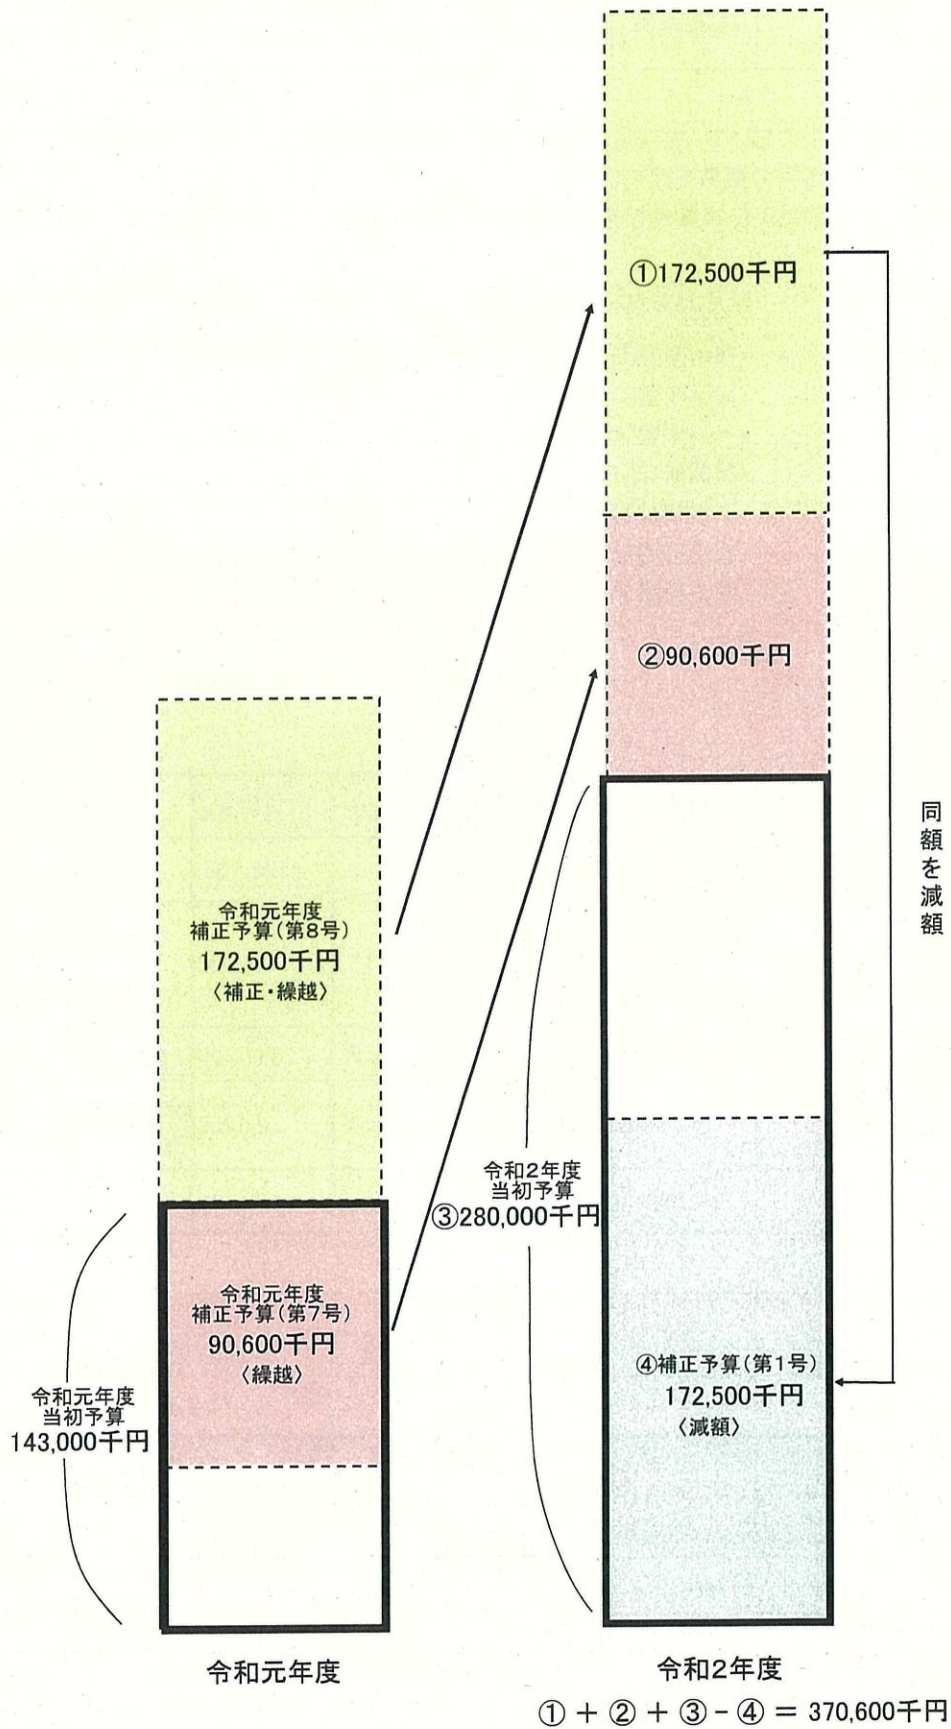 ①172,500千円
②90,600千円
同額を減額
令和元年度
補正予算(第8号)
172,500千円
〈補正・繰越〉
令和2年度
当初予算
③280,000千円
令和元年度
補正予算(第7号)
90,600千円
〈繰越〉
令和元年度
当初予算
143,000千円
④補正予算(第1号)
172,500千円
〈減額〉
令和元年度
令和2年度
① + ② + ③ - ④ = 370,600千円